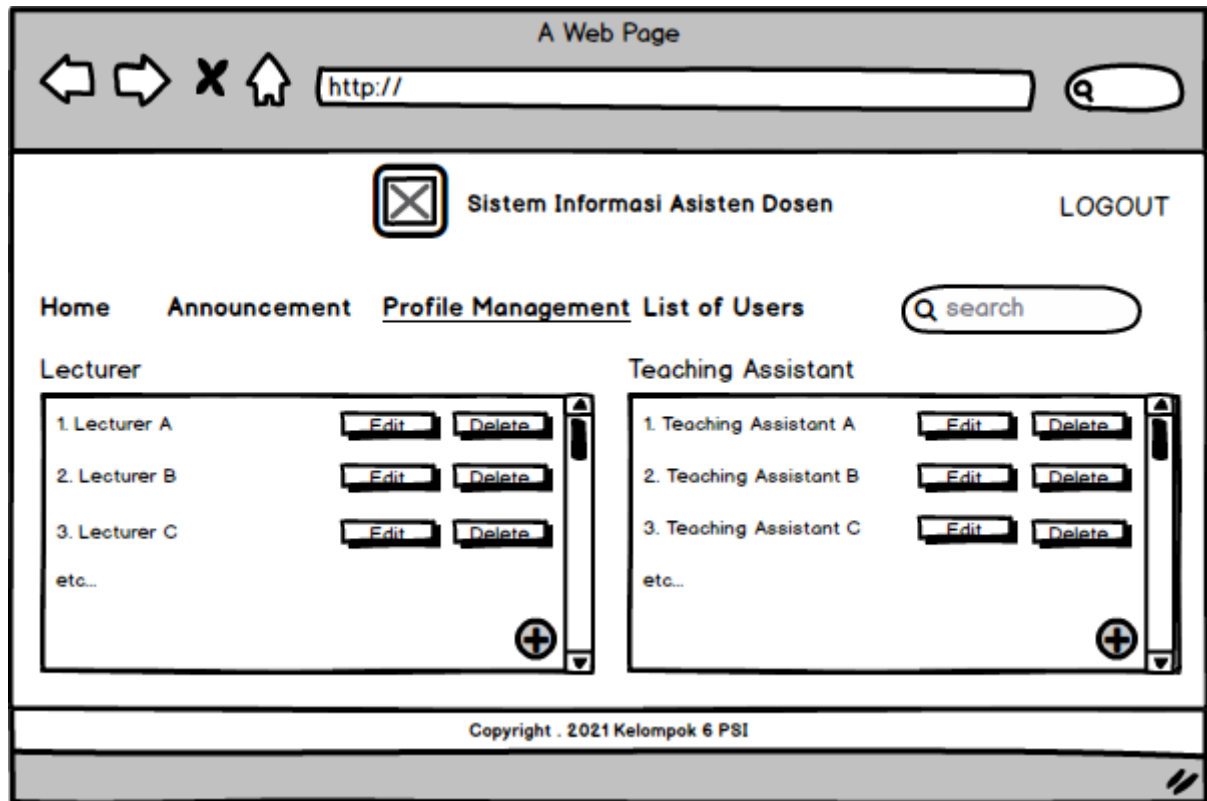 A Web Page
http://
Sistem Informasi Asisten Dosen
LOGOUT
Home Announcement Profile Management List of Users search
Lecturer
1. Lecturer A Edit Delete
2. Lecturer B Edit Delete
3. Lecturer C Edit Delete
etc...
Teaching Assistant
1. Teaching Assistant A Edit Delete
2. Teaching Assistant B Edit Delete
3. Teaching Assistant C Edit Delete
etc...
Copyright . 2021 Kelompok 6 PSI